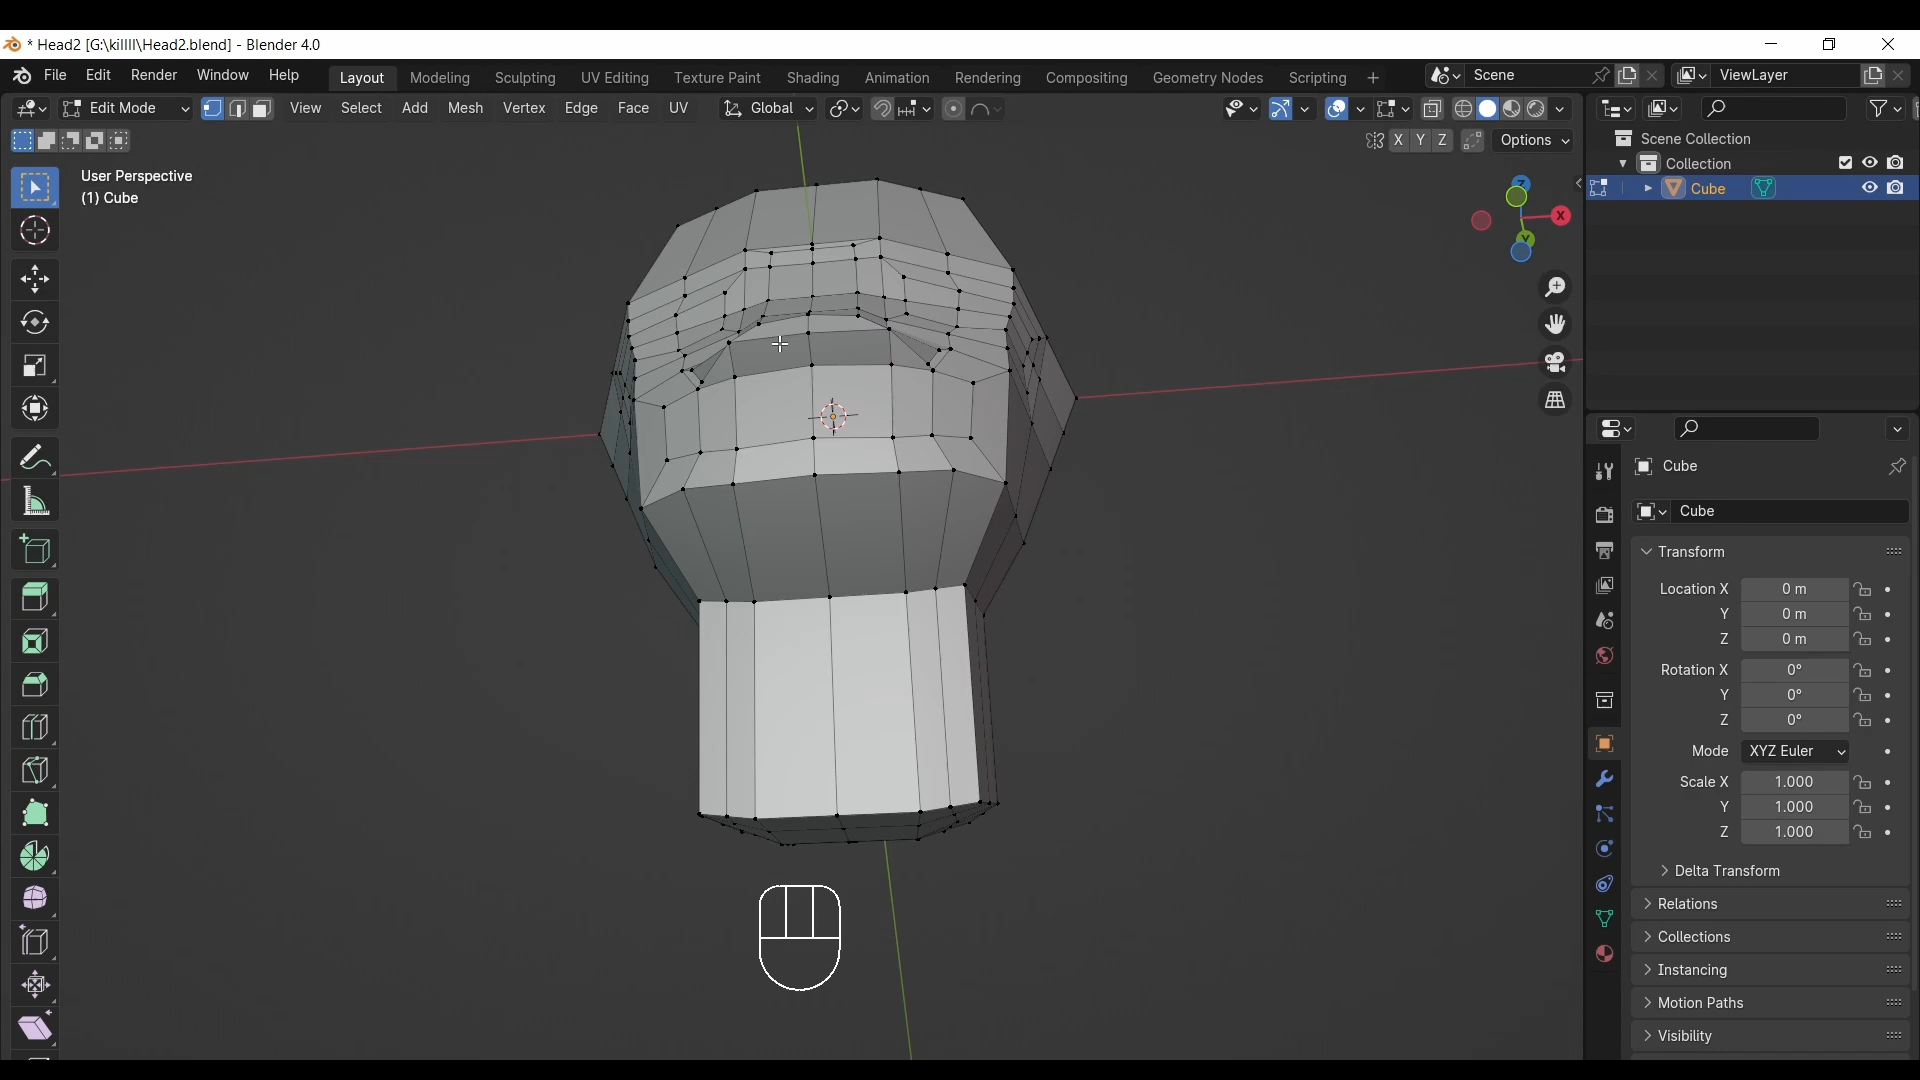 * Head2 [G:\killll\Head2.blend] - Blender 4.0
File Edit Render Window Help Layout Modeling Sculpting UV Editing Texture Paint Shading Animation Rendering Compositing Geometry Nodes Scripting + Scene ViewLayer
Edit Mode View Select Add Mesh Vertex Edge Face UV Global
X Y Z Options
User Perspective
(1) Cube
Z
X
Y
Scene Collection
Collection
Cube
Cube
Cube
Transform
Location X 0 m
Y 0 m
Z 0 m
Rotation X 0°
Y 0°
Z 0°
Mode XYZ Euler
Scale X 1.000
Y 1.000
Z 1.000
Delta Transform
Relations
Collections
Instancing
Motion Paths
Visibility